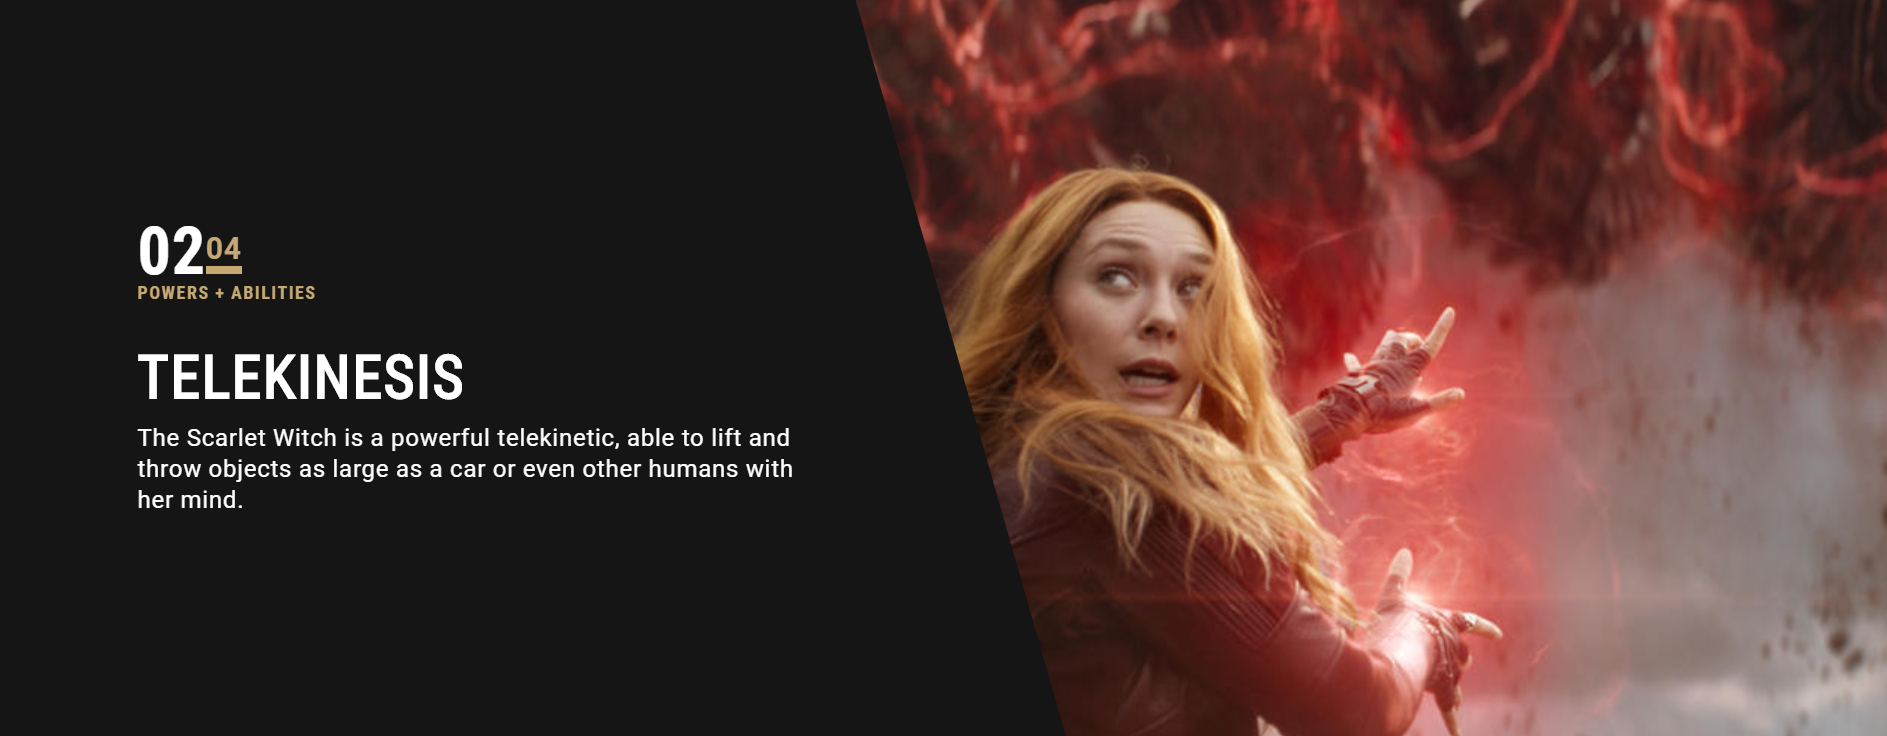 02 04
POWERS + ABILITIES
TELEKINESIS
The Scarlet Witch is a powerful telekinetic, able to lift and
throw objects as large as a car or even other humans with
her mind.